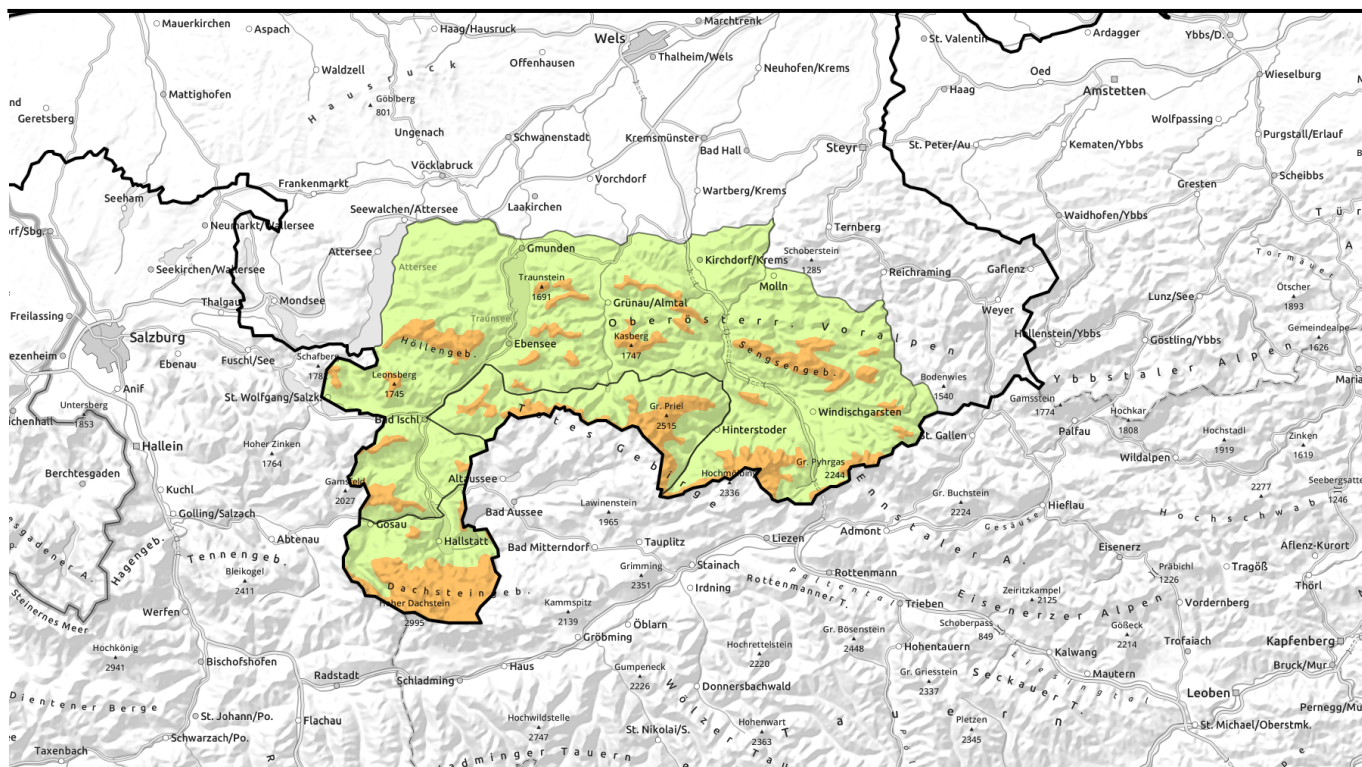 Mauerkirchen
Aspach
Haag/Hausruck
Marchtrenk
Wels
St. Valentin
Ardagger
Ybbs/D.
Offenhausen
Thalheim/Wels
Waldzell
Neuhofen/Krems
Oed
Wieselburg
Hausruck
Mattighofen
Göblberg
801
Haag
Amstetten
Geretsberg
Wolfpassing
Ungenach
Schwanenstadt
Kremsmünster
Purgstall/Erlauf
Bad Hall
Steyr
St. Peter/Au
Kematen/Ybbs
Vöcklabruck
Scheibbs
Frankenmarkt
Vorchdorf
Wartberg/Krems
Gresten
Seeham
Laakirchen
Seewalchen/Attersee
Waidhofen/Ybbs
Neumarkt/Wallersee
Ternberg
Attersee
Gmunden
Schoberstein
1285
Kirchdorf/Krems
Seekirchen/Wallersee
Attersee
Reichraming
Gaflenz
Tormäuer
Traunstein
1691
Molln
Ötscher
1893
Thalgau
Mondsee
Grünau/Almtal
Lunz/See
Freilassing
Traunsee
Weyer
Oberösterr. Voralpen
Gemeindealpe
1626
Salzburg
Höllengeb.
Ebensee
Kasberg
1747
Hollenstein/Ybbs
Göstling/Ybbs
Fuschl/See
Schafberg
Sengsengeb.
Ebenau
Leonsberg
1745
Bodenwies
1540
Ybbstaler Alpen
Anif
St. Wolfgang/Salzk
Untersberg
1853
Gamsstein
1774
Bad Ischl
Totes Gebirge
Gr. Priel
2515
Windischgarsten
Hochkar
1808
Hinterstoder
St. Gallen
Palfau
Hochstadl
1919
Zinken
1619
Hallein
Hoher Zinken
1764
Wildalpen
Gr. Pyhrgas
2244
Berchtesgaden
Hochmölbing
2336
Altaussee
Gamsfeld
2027
Kuchl
Lawinenstein
1965
Gr. Buchstein
2224
2277
Bad Aussee
Hieflau
Golling/Salzach
Gosau
Gesäuse
Hochschwab
Admont
Ennstaler A.
Abtenau
Hallstatt
Bad Mitterndorf
Tauplitz
Liezen
Eisenerz
Aflenz-Kurort
Tennengeb.
Hagengeb.
Bleikogel
2411
Grimming
2351
Stainach
Rottenmann
Präbichl
1226
Tragöß
Irdning
Rottenmanner T.
Paltental
Thörl
Steinernes Meer
Dachsteingeb.
Zeiritzkampel
2125
Eisenerzer Alpen
Hoher Dachstein
2995
Kammspitz
2139
Werfen
Trieben
Vordernberg
Öblarn
Schoberpass
849
Gößeck
2214
Gr. Bösenstein
2448
Hochkönig
2941
Gröbming
Hochrettelstein
2220
Hohentauern
Kalwang
Trofaiach
Kapfenberg
Bischofshofen
Haus
Bruck/Mur
Radstadt
Schladming
Gumpeneck
2226
Gr. Griesstein
2337
Liesingtal
Mautern
Donnersbachwald
Seckauer T.
Leoben
Dientener Berge
Wölzer
St. Johann/Po.
Flachau
Hochwildstelle
2747
St. Nikolai/S.
Hohenwart
2363
Pletzen
2345
St. Michael/Oberstmk.
Schwarzach/Po.
Taxenbach